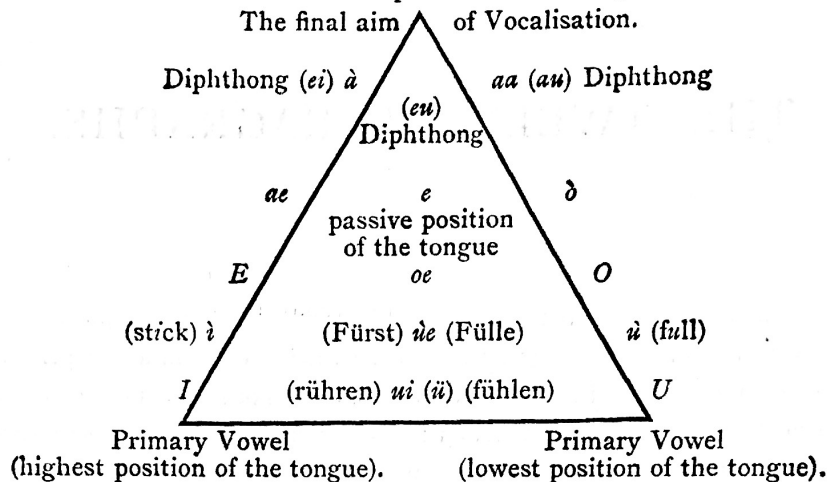 The final aim of Vocalisation.
Diphthong (ei) à aa (au) Diphthong
(eu)
Diphthong
ae e ò
passive position
of the tongue
E oe O
(stick) ì (Fürst) ùe (Fülle) ù (full)
I (rühren) ui (ü) (fühlen) U
Primary Vowel Primary Vowel
(highest position of the tongue). (lowest position of the tongue).